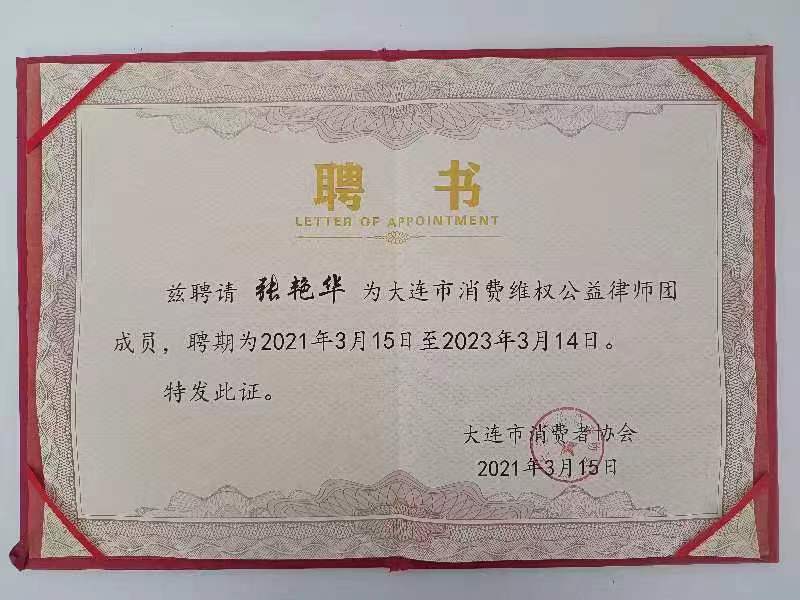 聘书
LETTER OF APPOINTMENT
兹聘请 张艳华 为大连市消费维权公益律师团
成员，聘期为2021年3月15日至2023年3月14日。
特发此证。
大连市消费者协会
2021年3月15日